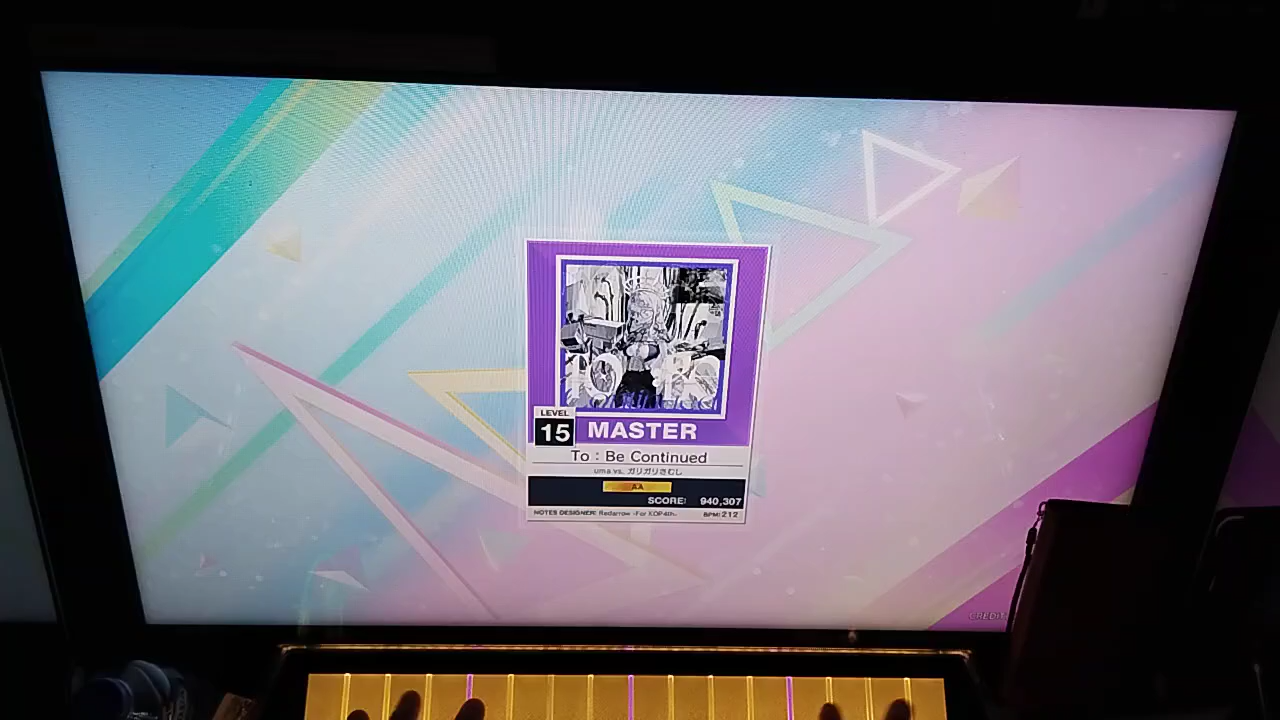 LEVEL
15
MASTER
To : Be Continued
uma vs. ガリガリさむし
AA
SCORE: 940,307
NOTES DESIGNER: Redarrow -For KOP4th- BPM: 212
CREDIT